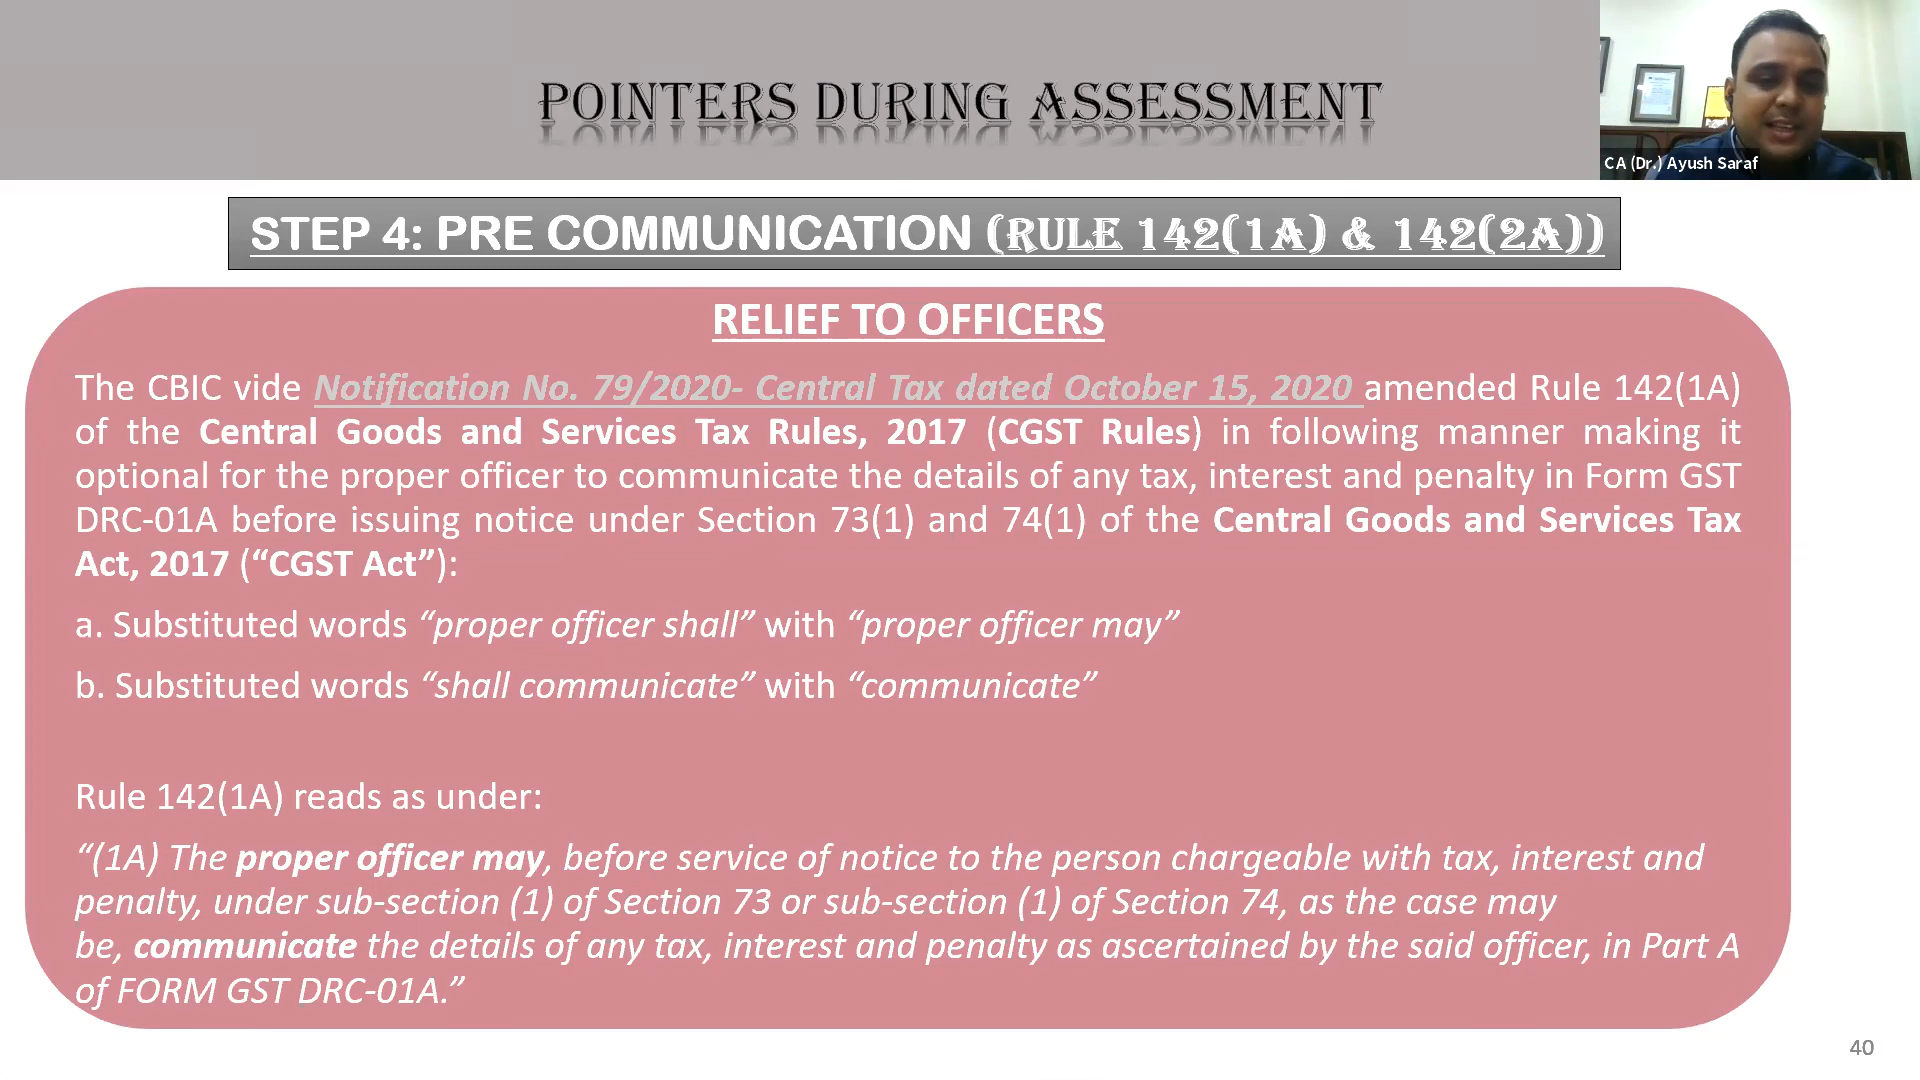 POINTERS DURING ASSESSMENT
CA (Dr.) Ayush Saraf
STEP 4: PRE COMMUNICATION (RULE 142(1A) & 142(2A))
RELIEF TO OFFICERS
The CBIC vide Notification No. 79/2020- Central Tax dated October 15, 2020 amended Rule 142(1A)
of the Central Goods and Services Tax Rules, 2017 (CGST Rules) in following manner making it
optional for the proper officer to communicate the details of any tax, interest and penalty in Form GST
DRC-01A before issuing notice under Section 73(1) and 74(1) of the Central Goods and Services Tax
Act, 2017 (“CGST Act”):
a. Substituted words “proper officer shall” with “proper officer may”
b. Substituted words “shall communicate” with “communicate”
Rule 142(1A) reads as under:
“(1A) The proper officer may, before service of notice to the person chargeable with tax, interest and
penalty, under sub-section (1) of Section 73 or sub-section (1) of Section 74, as the case may
be, communicate the details of any tax, interest and penalty as ascertained by the said officer, in Part A
of FORM GST DRC-01A.”
40